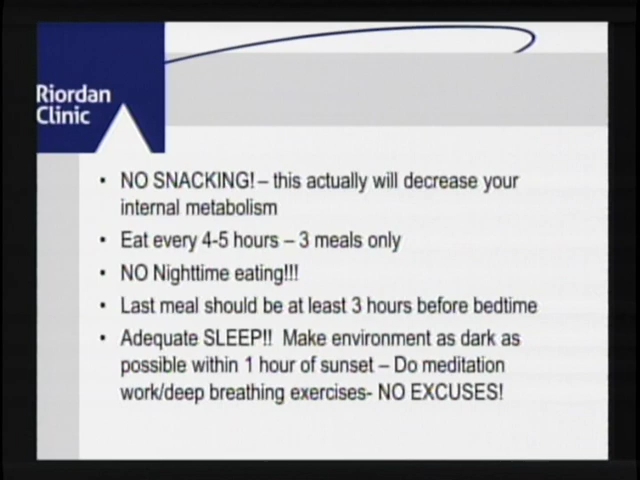 Riordan
Clinic
• NO SNACKING! – this actually will decrease your
internal metabolism
• Eat every 4-5 hours – 3 meals only
• NO Nighttime eating!!!
• Last meal should be at least 3 hours before bedtime
• Adequate SLEEP!!  Make environment as dark as
possible within 1 hour of sunset – Do meditation
work/deep breathing exercises- NO EXCUSES!